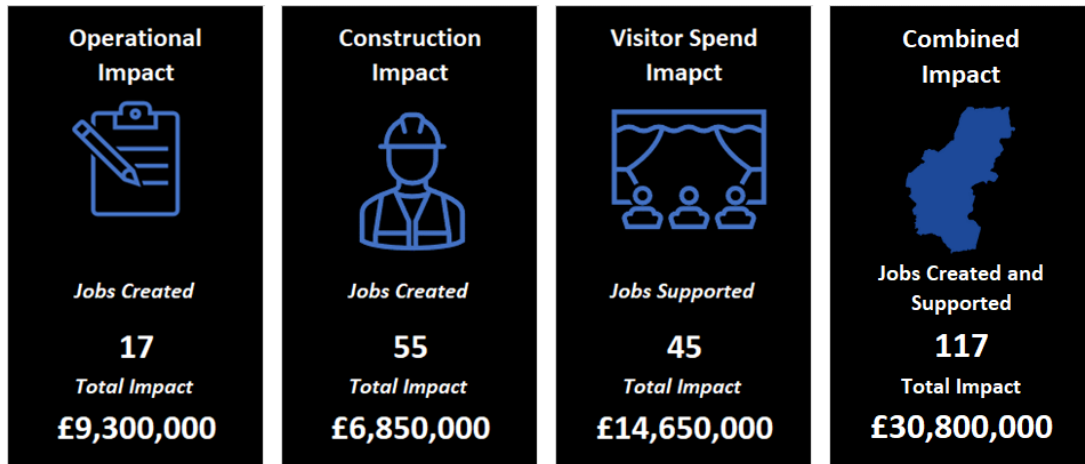 Operational
Impact
Jobs Created
17
Total Impact
£9,300,000
Construction
Impact
Jobs Created
55
Total Impact
£6,850,000
Visitor Spend
Imapct
Jobs Supported
45
Total Impact
£14,650,000
Combined
Impact
Jobs Created and
Supported
117
Total Impact
£30,800,000